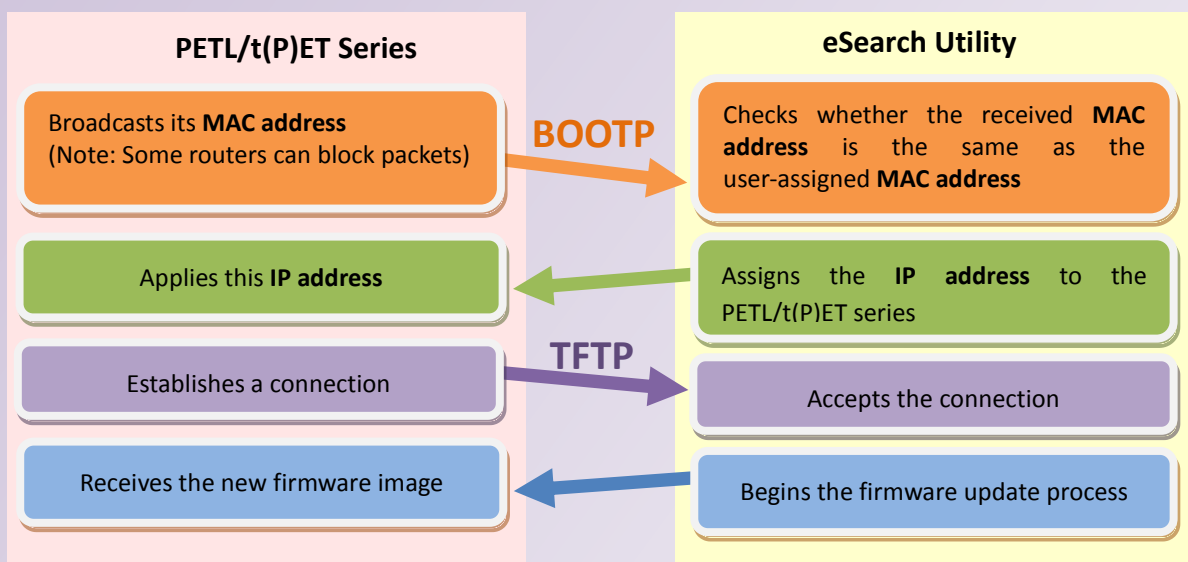 PETL/t(P)ET Series
eSearch Utility
Broadcasts its MAC address
(Note: Some routers can block packets)
BOOTP
Checks whether the received MAC
address is the same as the
user-assigned MAC address
Applies this IP address
Assigns the IP address to the
PETL/t(P)ET series
Establishes a connection
TFTP
Accepts the connection
Receives the new firmware image
Begins the firmware update process